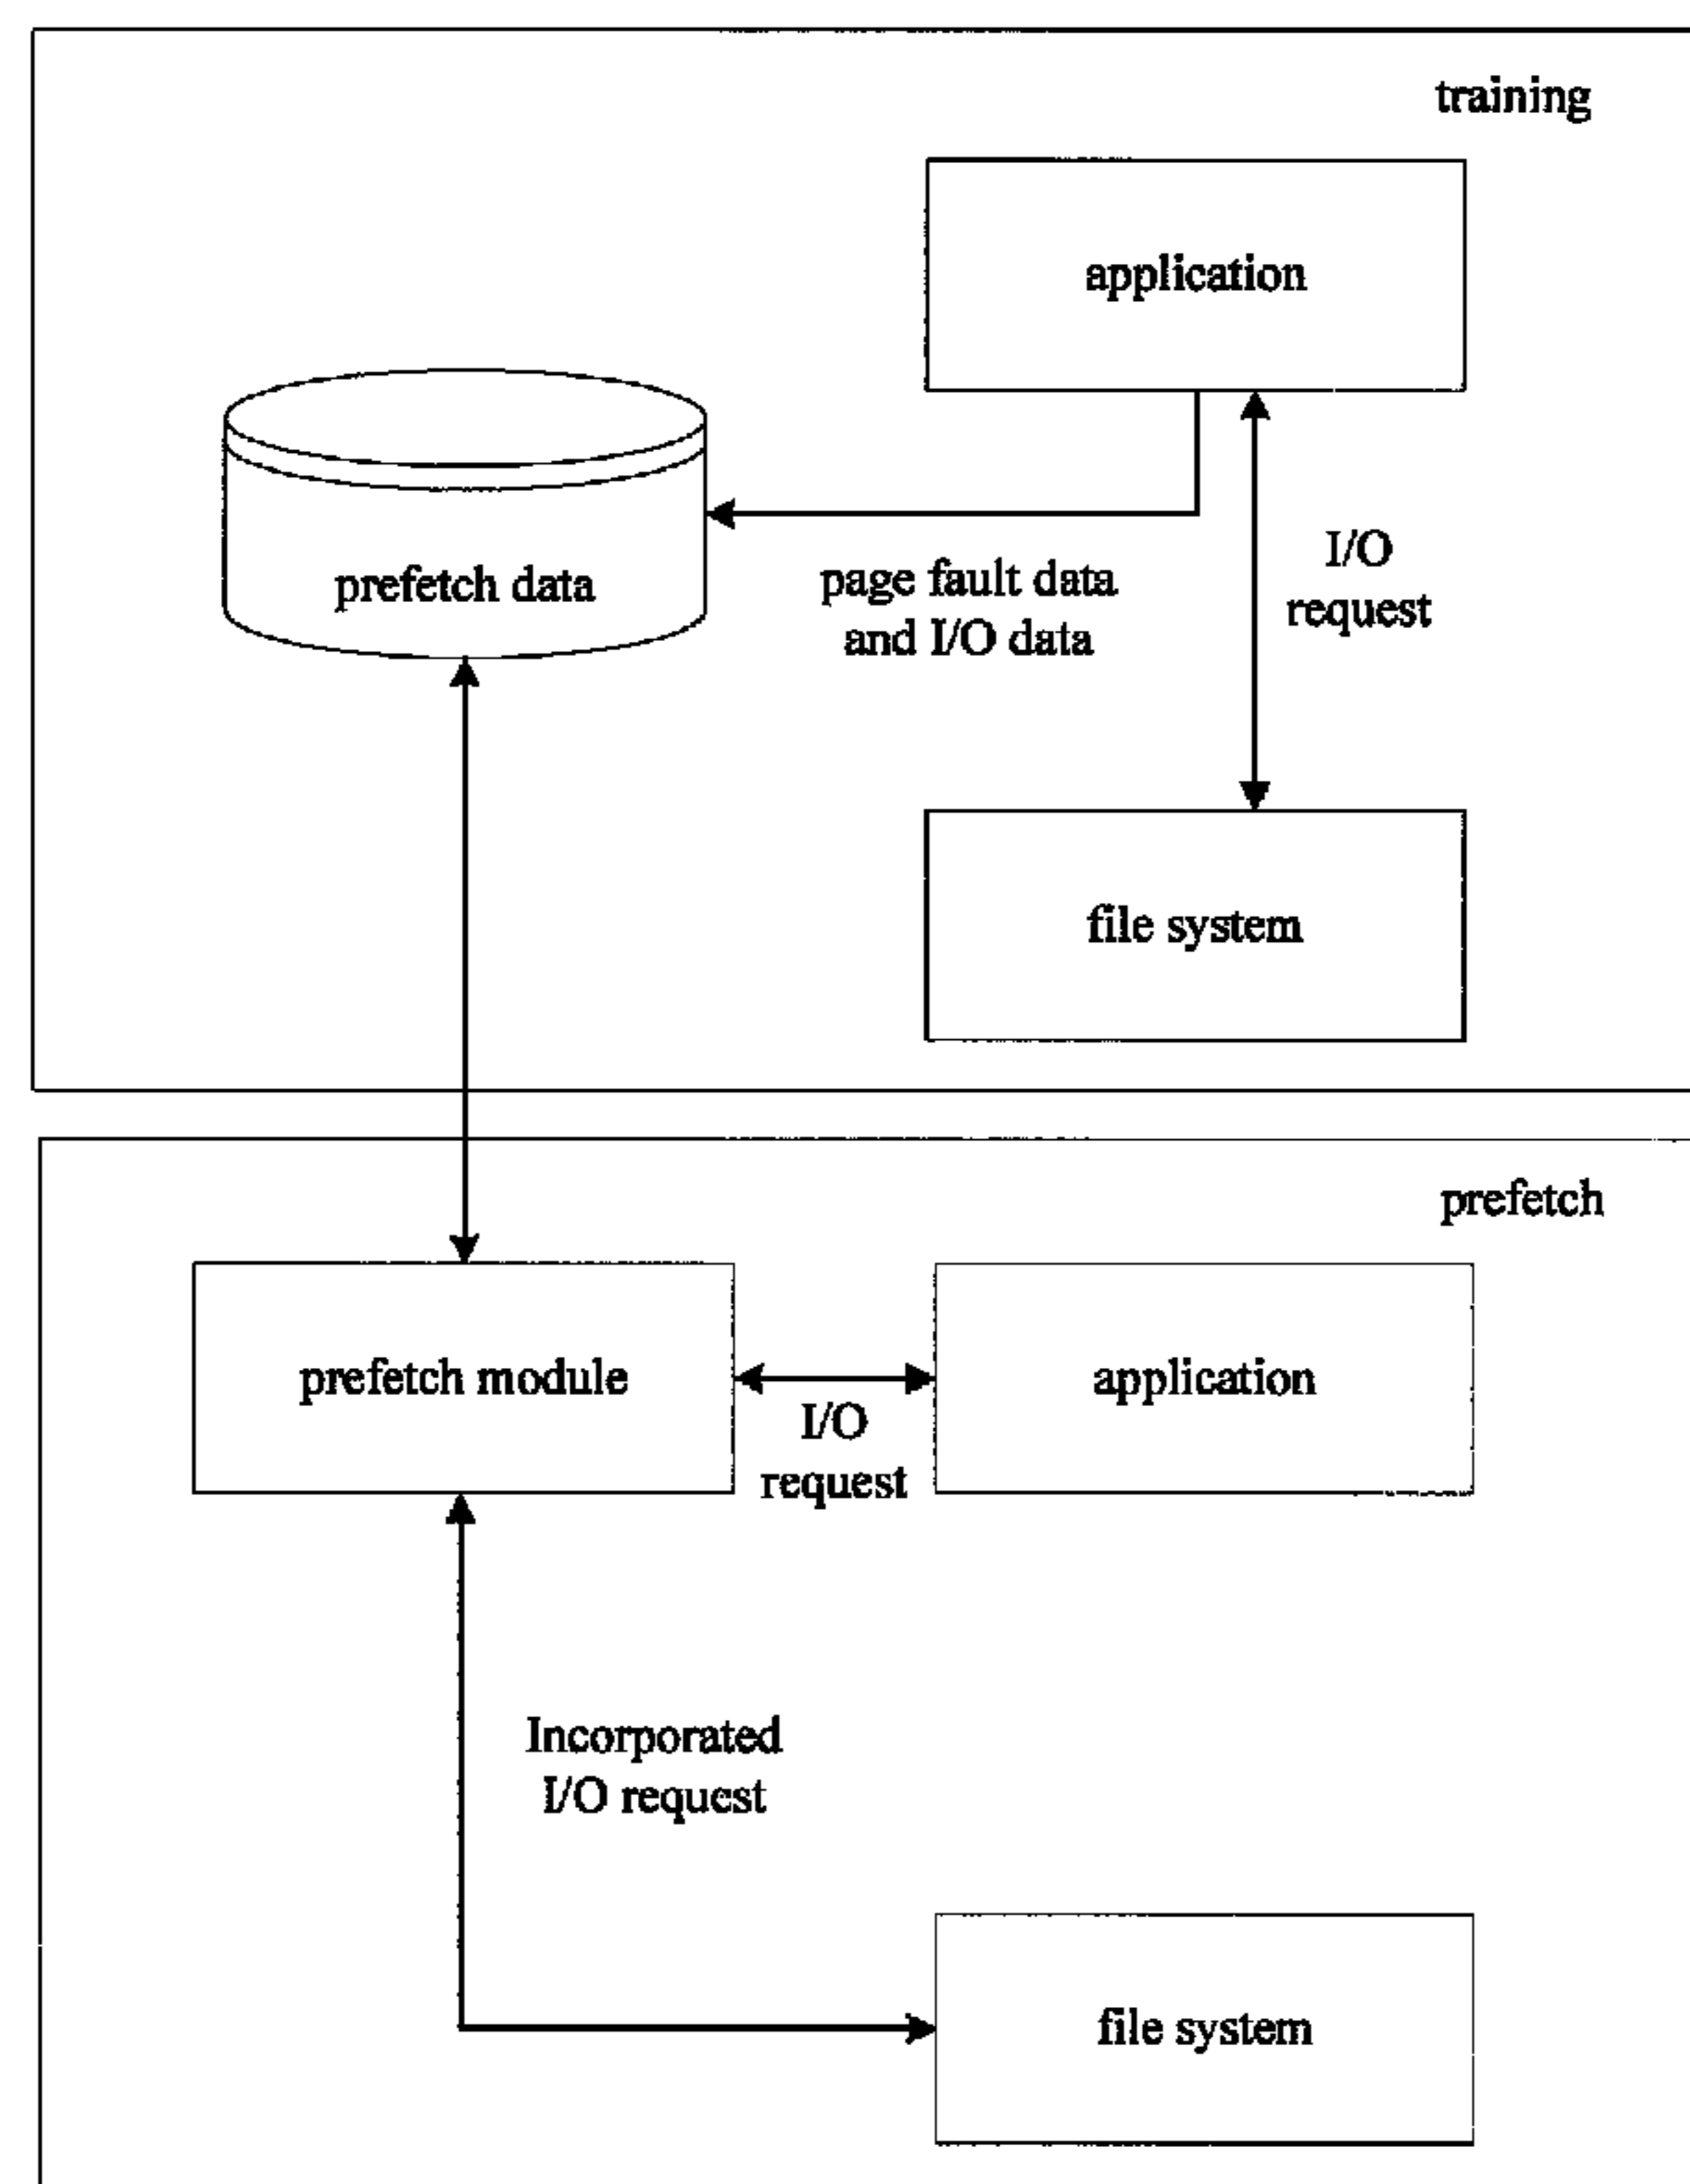 training
application
prefetch data
page fault data
and I/O data
I/O
request
file system
prefetch
prefetch module
application
I/O
request
Incorporated
I/O request
file system